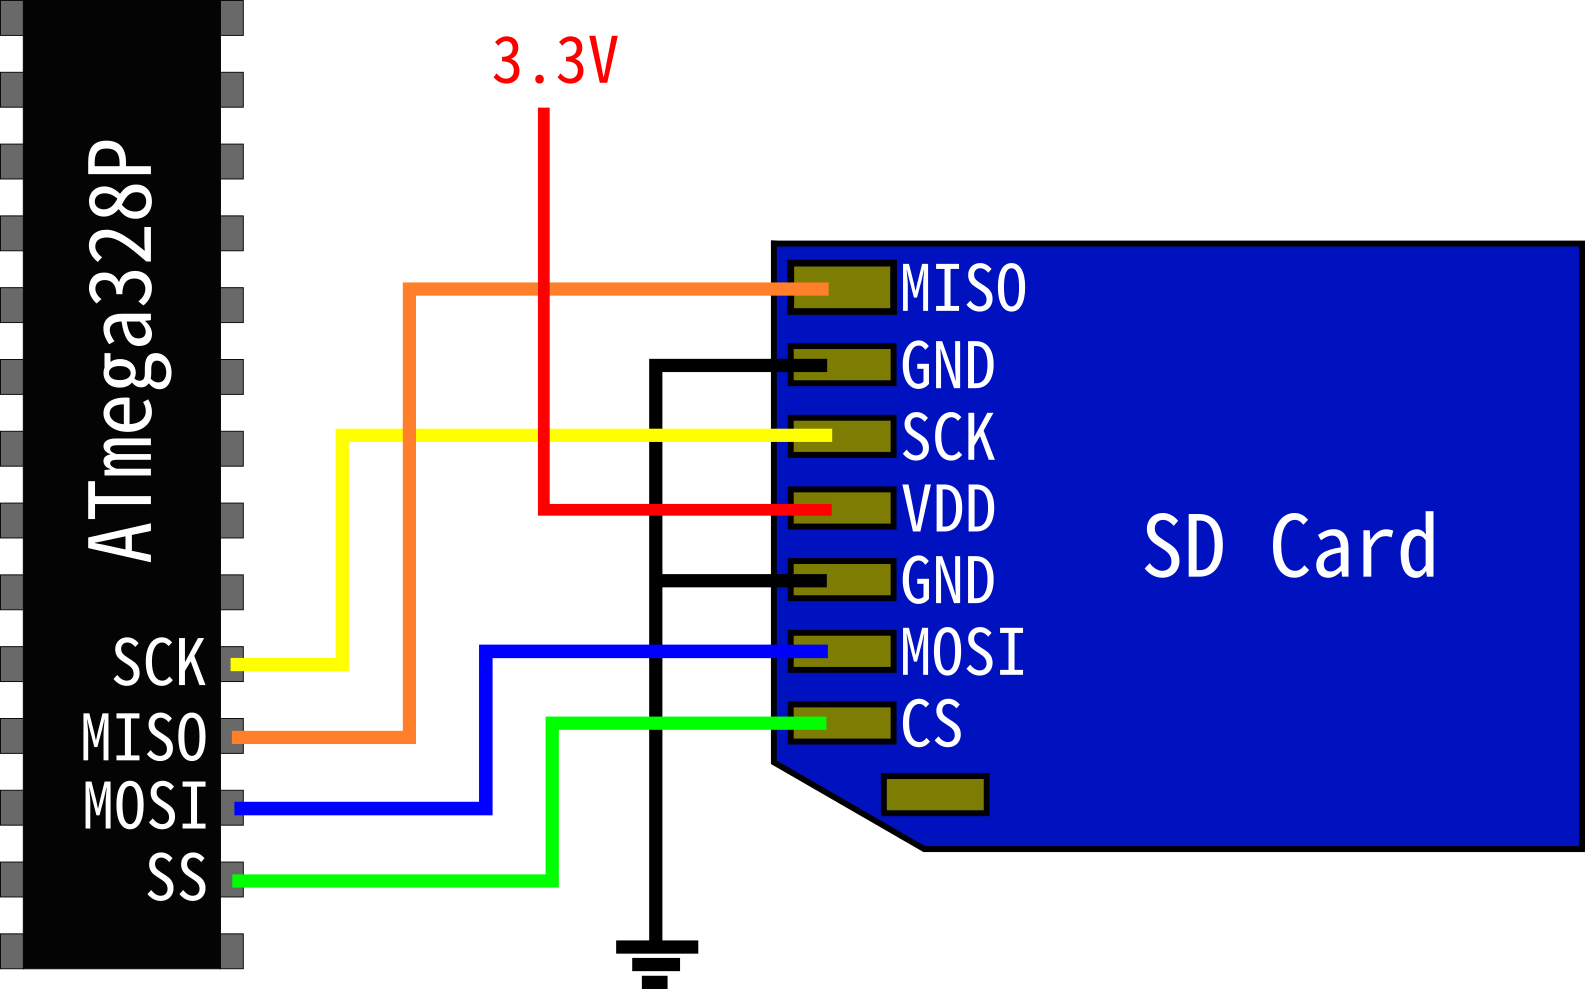 3.3V
ATmega328P
SCK
MISO
MOSI
SS
MISO
GND
SCK
VDD
GND
MOSI
CS
SD Card